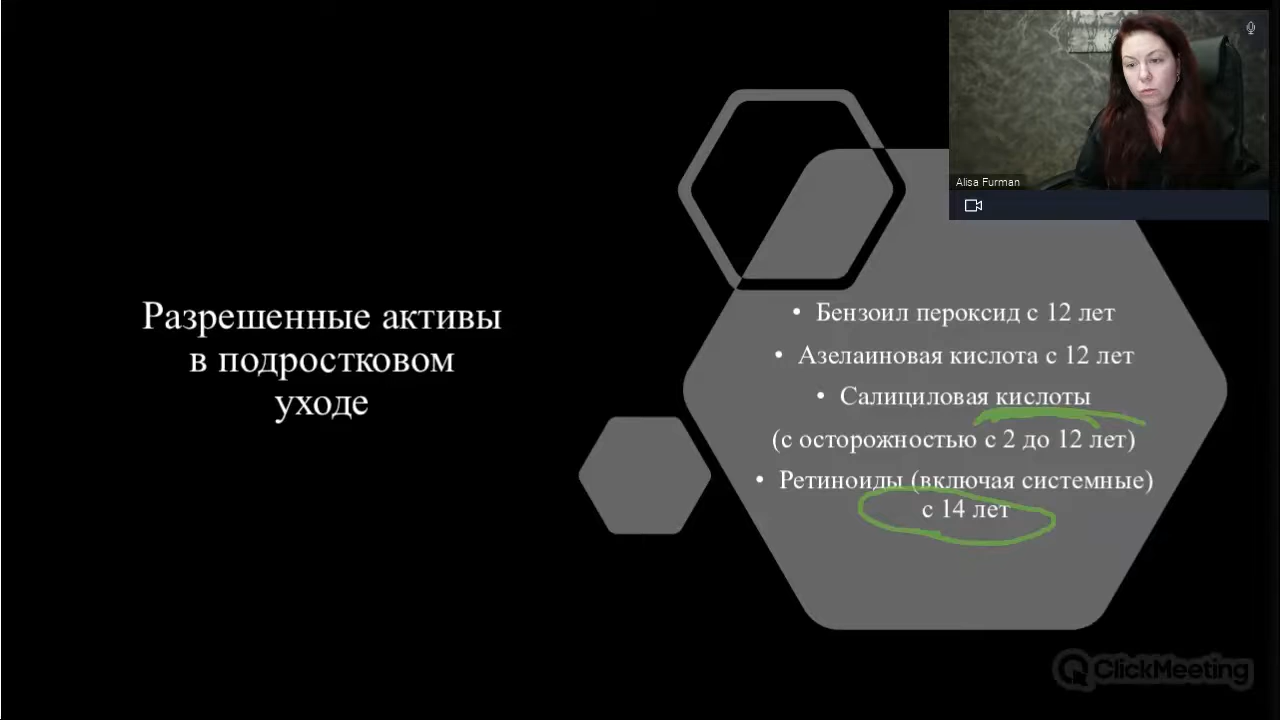 Alisa Furman
Разрешенные активы
в подростковом
уходе
• Бензоил пероксид с 12 лет
• Азелаиновая кислота с 12 лет
• Салициловая кислоты
(с осторожностью с 2 до 12 лет)
• Ретиноиды (включая системные)
с 14 лет
ClickMeeting